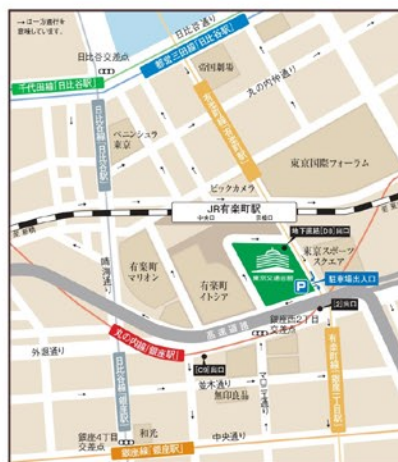 →は一方通行を
意味しています。
日比谷通り
日比谷交差点
都営三田線「日比谷駅」
千代田線「日比谷駅」
帝国劇場
丸の内仲通り
有楽町線「有楽町駅」
日比谷線「日比谷駅」
ペニンシュラ
東京
東京国際フォーラム
ビックカメラ
JR有楽町駅
中央口
京橋口
至新橋
地下通路[D8]出口
東京スポーツ
スクエア
東京交通会館
有楽町
マリオン
有楽町
イトシア
P
駐車場出入口
晴海通り
[2]出口
銀座西2丁目
交差点
高速道路
丸の内線「銀座駅」
外堀通り
[C9]出口
並木通り
マロニエ通り
有楽町線「銀座一丁目駅」
日比谷線「銀座駅」
無印良品
銀座4丁目
交差点
和光
中央通り
銀座線「銀座駅」